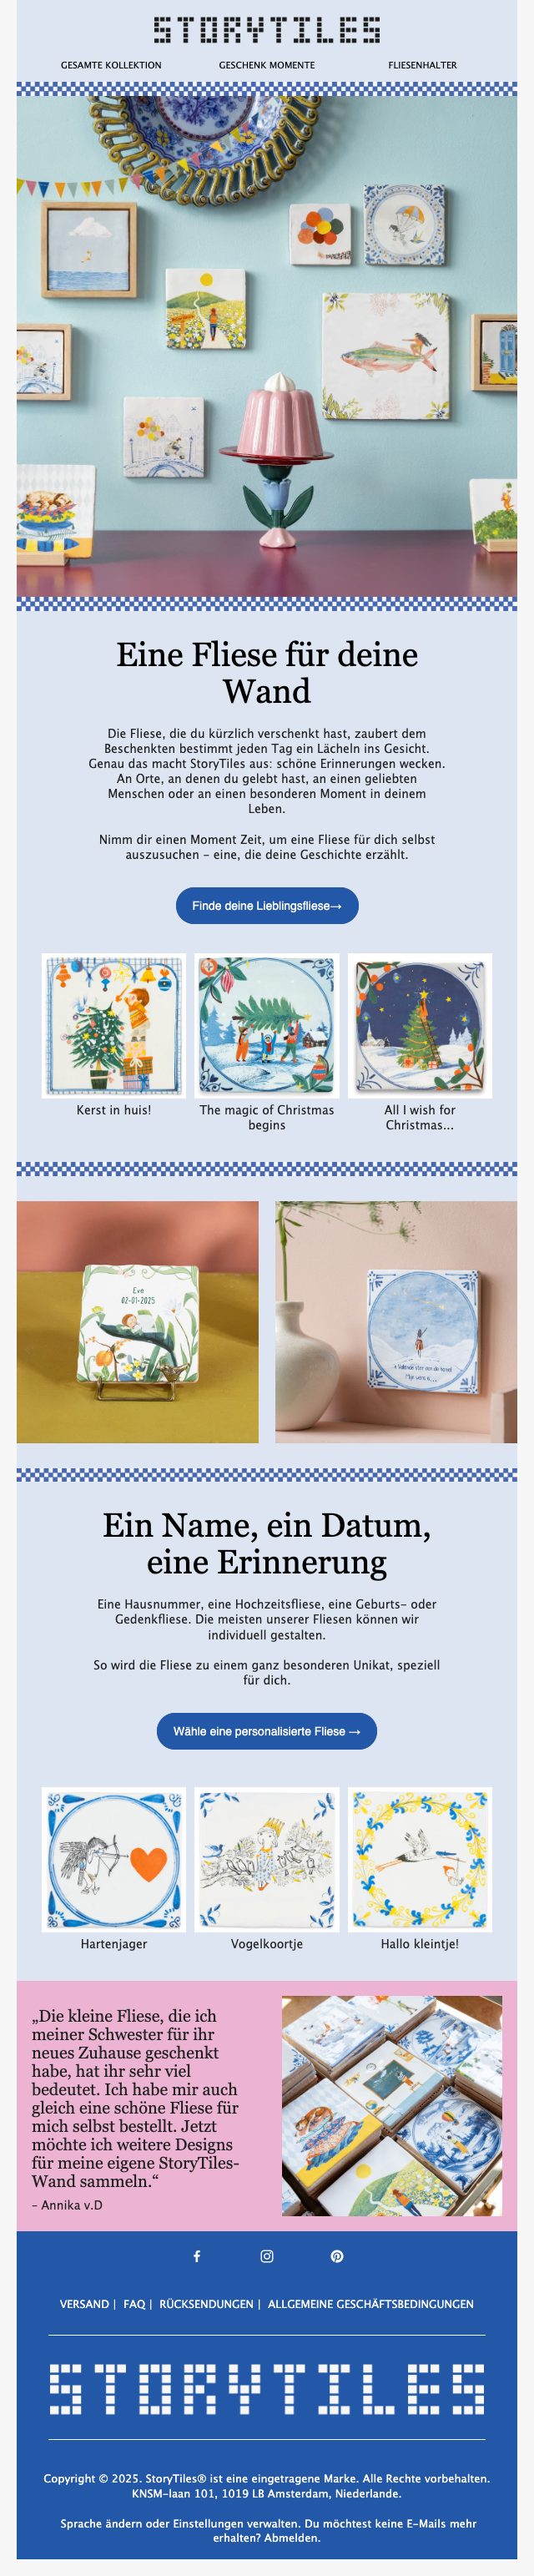 STORYTILES
GESAMTE KOLLEKTION
GESCHENK MOMENTE
FLIESENHALTER
Eine Fliese für deine
Wand
Die Fliese, die du kürzlich verschenkt hast, zaubert dem
Beschenkten bestimmt jeden Tag ein Lächeln ins Gesicht.
Genau das macht StoryTiles aus: schöne Erinnerungen wecken.
An Orte, an denen du gelebt hast, an einen geliebten
Menschen oder an einen besonderen Moment in deinem
Leben.
Nimm dir einen Moment Zeit, um eine Fliese für dich selbst
auszusuchen – eine, die deine Geschichte erzählt.
Finde deine Lieblingsfliese→
Kerst in huis!
The magic of Christmas
begins
All I wish for
Christmas...
Eva
02-01-2025
Ein Name, ein Datum,
eine Erinnerung
Eine Hausnummer, eine Hochzeitsfliese, eine Geburts- oder
Gedenkfliese. Die meisten unserer Fliesen können wir
individuell gestalten.
So wird die Fliese zu einem ganz besonderen Unikat, speziell
für dich.
Wähle eine personalisierte Fliese →
Hartenjager
Vogelkoortje
Hallo kleintje!
„Die kleine Fliese, die ich
meiner Schwester für ihr
neues Zuhause geschenkt
habe, hat ihr sehr viel
bedeutet. Ich habe mir auch
gleich eine schöne Fliese für
mich selbst bestellt. Jetzt
möchte ich weitere Designs
für meine eigene StoryTiles-
Wand sammeln.“
- Annika v.D
VERSAND | FAQ | RÜCKSENDUNGEN | ALLGEMEINE GESCHÄFTSBEDINGUNGEN
STORYTILES
Copyright © 2025. StoryTiles® ist eine eingetragene Marke. Alle Rechte vorbehalten.
KNSM-laan 101, 1019 LB Amsterdam, Niederlande.
Sprache ändern oder Einstellungen verwalten. Du möchtest keine E-Mails mehr
erhalten? Abmelden.